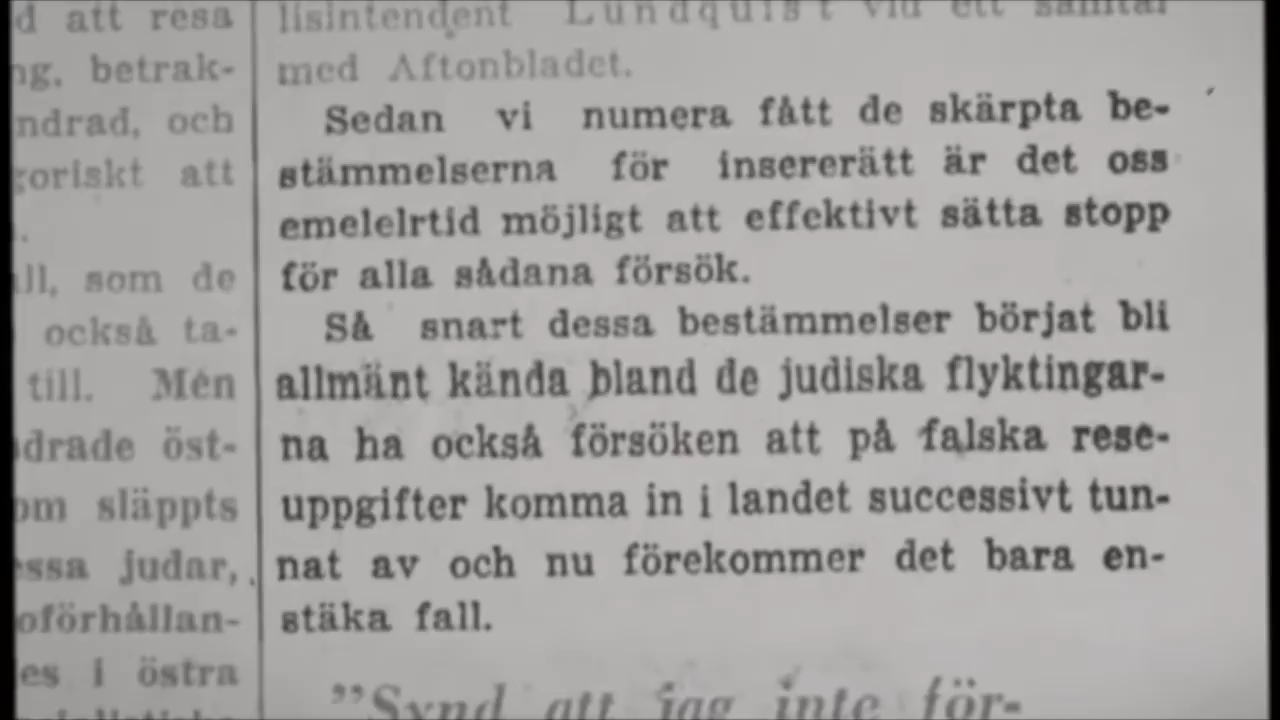 d att resa
ng, betrak-
ndrad, och
goriskt att
ll, som de
också ta-
till. Men
drade öst-
om släppts
ssa judar,
oförhållan-
es i östra
lisintendent Lundquist vid ett samtal
med Aftonbladet.
Sedan vi numera fått de skärpta be-
stämmelserna för insererätt är det oss
emelelrtid möjligt att effektivt sätta stopp
för alla sådana försök.
Så snart dessa bestämmelser börjat bli
allmänt kända bland de judiska flyktingar-
na ha också försöken att på falska rese-
uppgifter komma in i landet successivt tun-
nat av och nu förekommer det bara en-
stäka fall.
”Synd att jag inte för-